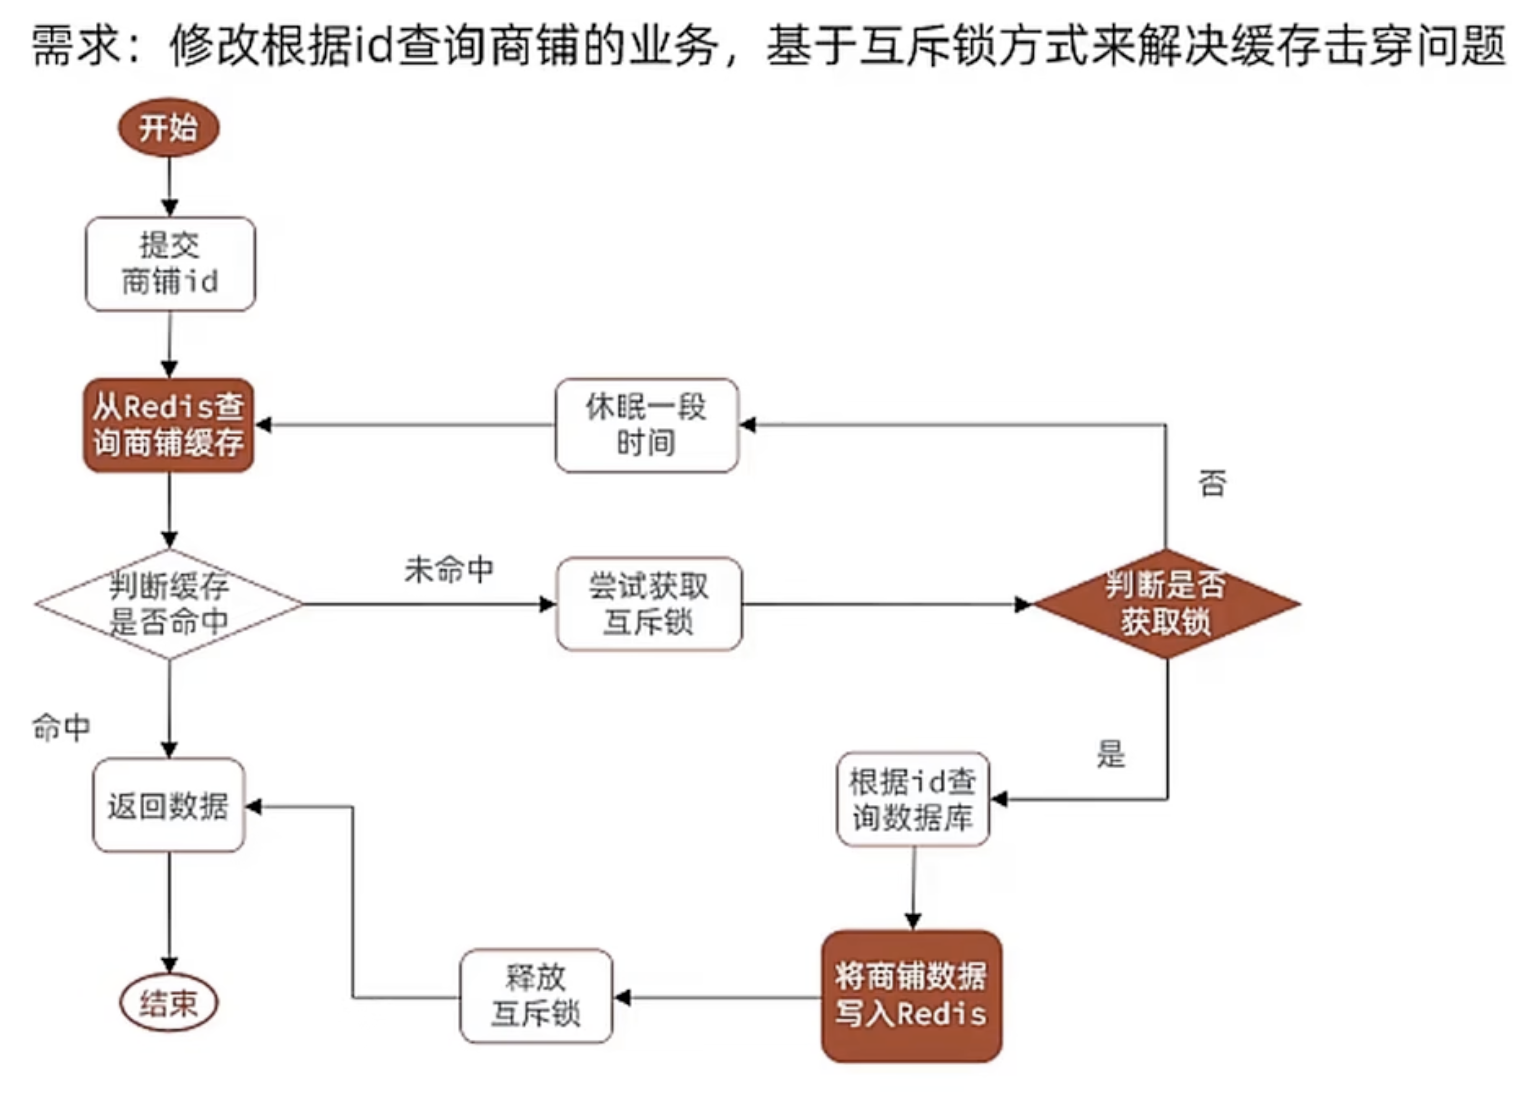 需求：修改根据id查询商铺的业务，基于互斥锁方式来解决缓存击穿问题
开始
提交
商铺id
从Redis查
询商铺缓存
休眠一段
时间
否
判断缓存
是否命中
未命中
尝试获取
互斥锁
判断是否
获取锁
命中
是
返回数据
根据id查
询数据库
将商铺数据
写入Redis
释放
互斥锁
结束